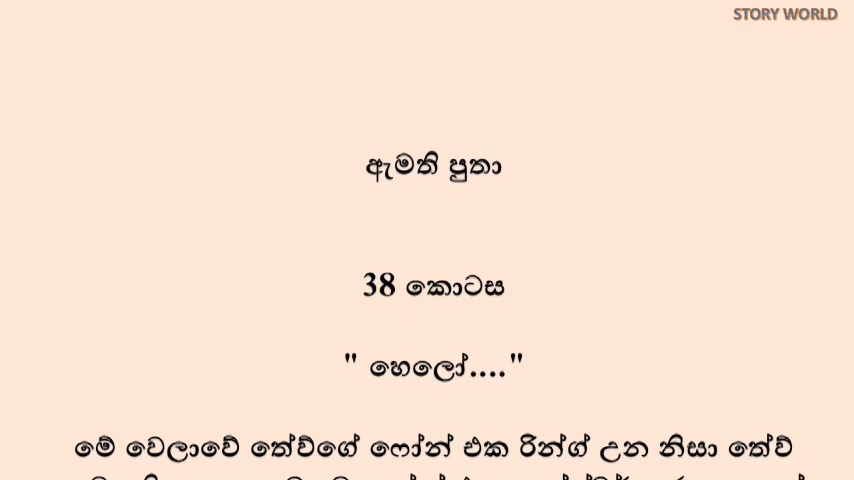 STORY WORLD
ඇමති පුතා
38 කොටස
" හෙලෝ...."
මේ වෙලාවේ තේව්ගේ ෆෝන් එක රින්ග් උන නිසා තේව්